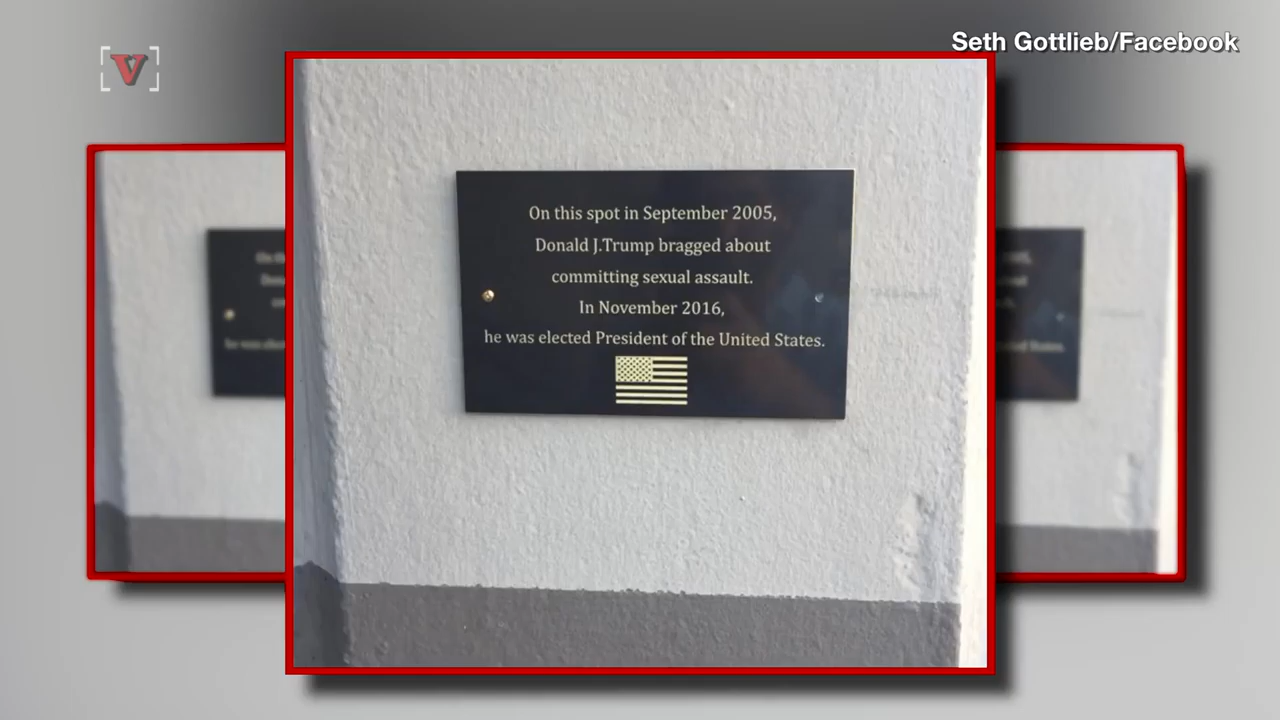 Seth Gottlieb/Facebook
V
On this spot in September 2005,
Donald J.Trump bragged about
committing sexual assault.
In November 2016,
he was elected President of the United States.